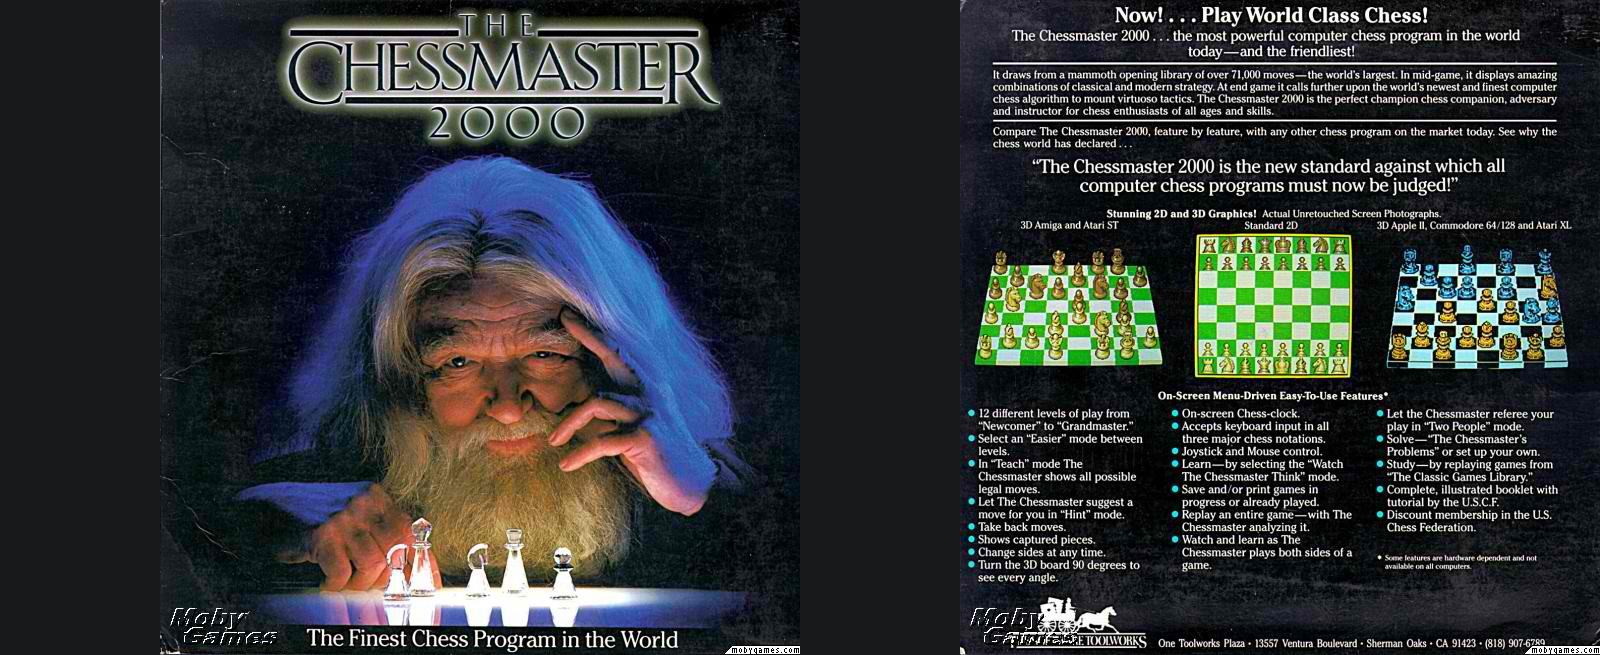 THE
CHESSMASTER
2000
The Finest Chess Program in the World
Moby
Games
mobygames.com
Now! . . . Play World Class Chess!
The Chessmaster 2000 . . . the most powerful computer chess program in the world
today—and the friendliest!
It draws from a mammoth opening library of over 71,000 moves—the world's largest. In mid-game, it displays amazing
combinations of classical and modern strategy. At end game it calls further upon the world's newest and finest computer
chess algorithm to mount virtuoso tactics. The Chessmaster 2000 is the perfect champion chess companion, adversary
and instructor for chess enthusiasts of all ages and skills.
Compare The Chessmaster 2000, feature by feature, with any other chess program on the market today. See why the
chess world has declared . . .
“The Chessmaster 2000 is the new standard against which all
computer chess programs must now be judged!”
Stunning 2D and 3D Graphics! Actual Unretouched Screen Photographs.
3D Amiga and Atari ST
Standard 2D
3D Apple II, Commodore 64/128 and Atari XL
On-Screen Menu-Driven Easy-To-Use Features*
12 different levels of play from
“Newcomer” to “Grandmaster.”
Select an “Easier” mode between
levels.
In “Teach” mode The
Chessmaster shows all possible
legal moves.
Let The Chessmaster suggest a
move for you in “Hint” mode.
Take back moves.
Shows captured pieces.
Change sides at any time.
Turn the 3D board 90 degrees to
see every angle.
On-screen Chess-clock.
Accepts keyboard input in all
three major chess notations.
Joystick and Mouse control.
Learn—by selecting the “Watch
The Chessmaster Think” mode.
Save and/or print games in
progress or already played.
Replay an entire game—with The
Chessmaster analyzing it.
Watch and learn as The
Chessmaster plays both sides of a
game.
Let the Chessmaster referee your
play in “Two People” mode.
Solve—“The Chessmaster's
Problems” or set up your own.
Study—by replaying games from
“The Classic Games Library.”
Complete, illustrated booklet with
tutorial by the U.S.C.F.
Discount membership in the U.S.
Chess Federation.
* Some features are hardware dependent and not
available on all computers.
Moby
Games
TOOLWORKS
One Toolworks Plaza • 13557 Ventura Boulevard • Sherman Oaks • CA 91423 • (818) 907-6789
mobygames.com